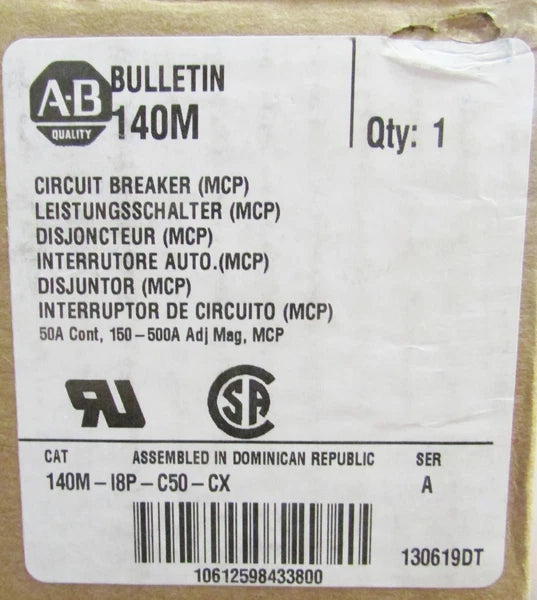 A-B
QUALITY
BULLETIN
140M
Qty: 1
CIRCUIT BREAKER (MCP)
LEISTUNGSSCHALTER (MCP)
DISJONCTEUR (MCP)
INTERRUTORE AUTO.(MCP)
DISJUNTOR (MCP)
INTERRUPTOR DE CIRCUITO (MCP)
50A Cont, 150-500A Adj Mag, MCP
RU
CSA
CAT ASSEMBLED IN DOMINICAN REPUBLIC SER
140M-I8P-C50-CX A
130619DT
10612598433800